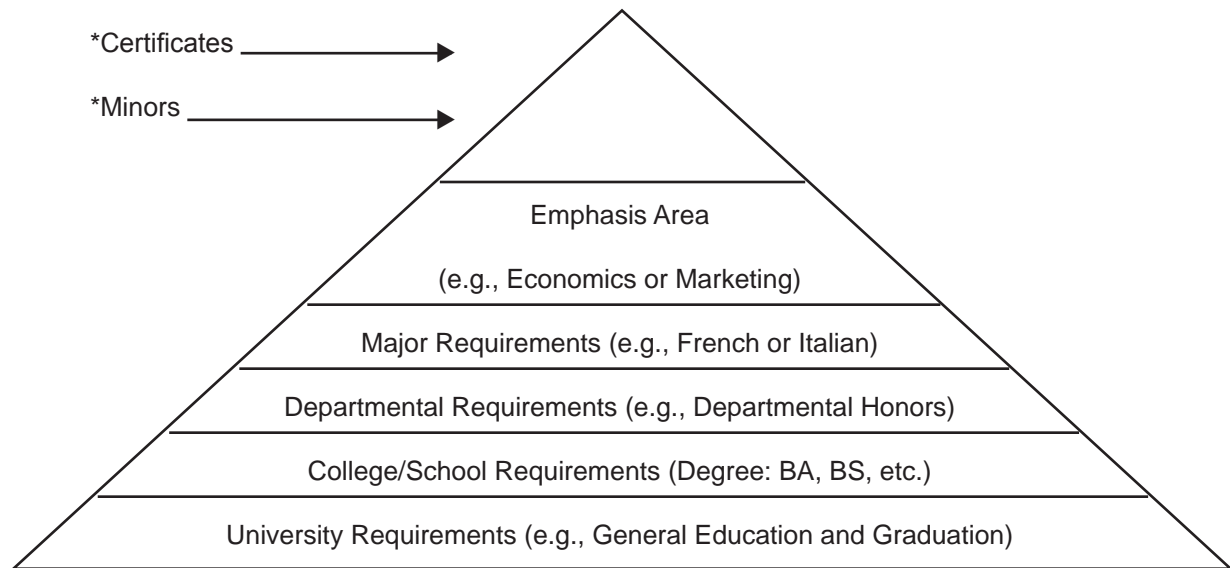 *Certificates
*Minors
Emphasis Area
(e.g., Economics or Marketing)
Major Requirements (e.g., French or Italian)
Departmental Requirements (e.g., Departmental Honors)
College/School Requirements (Degree: BA, BS, etc.)
University Requirements (e.g., General Education and Graduation)